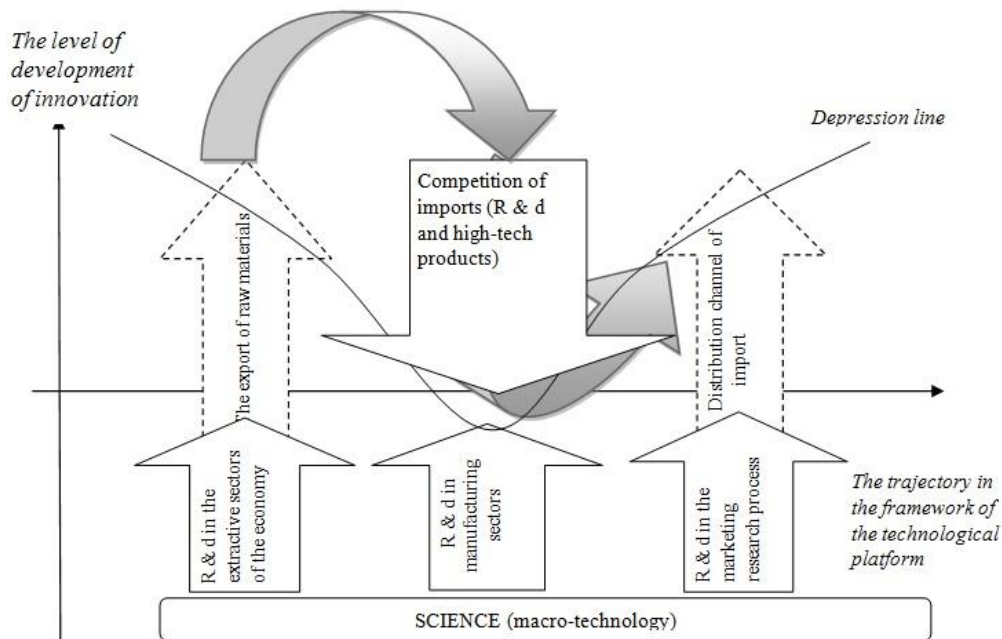 The level of
development
of innovation
Depression line
Competition of
imports (R & d
and high-tech
products)
The export of raw materials
Distribution channel of
import
R & d in the
extractive sectors
of the economy
R & d in
manufacturing
sectors
R & d in the
marketing
research process
The trajectory in
the framework of
the technological
platform
SCIENCE (macro-technology)